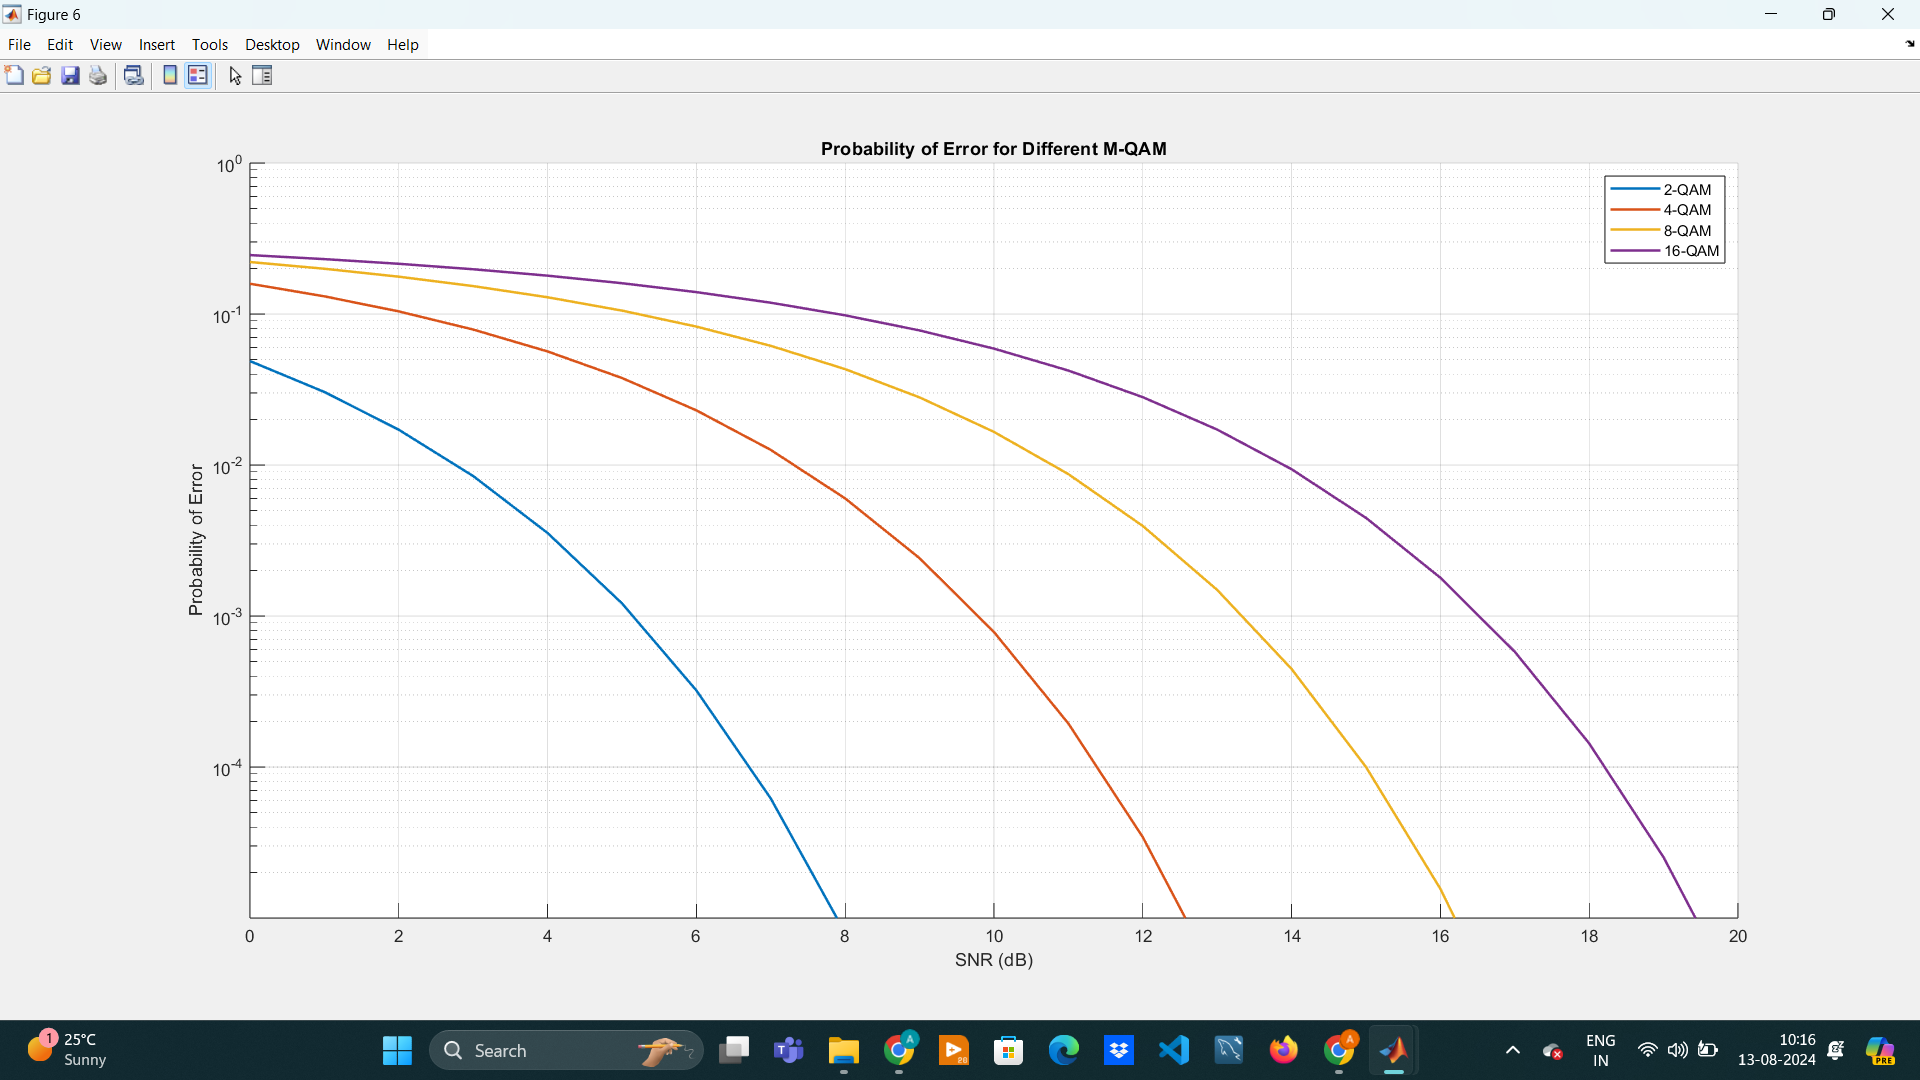 Figure 6
File Edit View Insert Tools Desktop Window Help
Probability of Error for Different M-QAM
10^0
10^-1
10^-2
10^-3
10^-4
Probability of Error
2-QAM
4-QAM
8-QAM
16-QAM
0 2 4 6 8 10 12 14 16 18 20
SNR (dB)
1
25°C
Sunny
Search
T
A
20
A
ENG
IN
10:16
13-08-2024
PRE